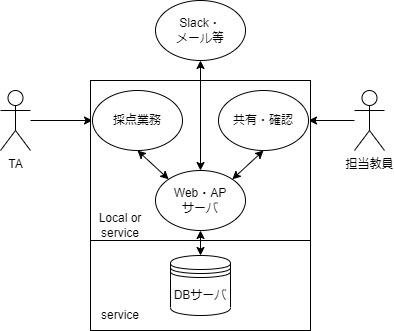 Slack・
メール等
採点業務
共有・確認
TA
担当教員
Web・AP
サーバ
Local or
service
DBサーバ
service